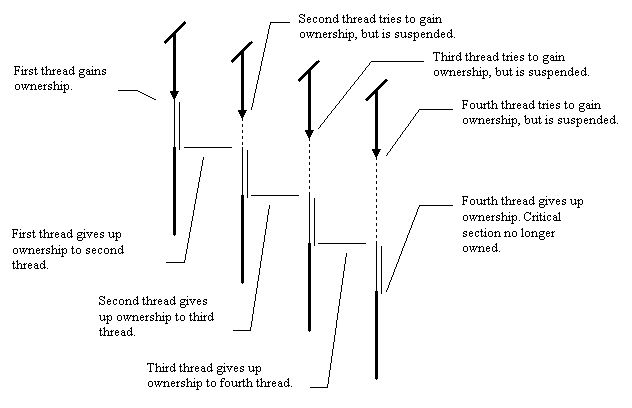 Second thread tries to gain
ownership, but is suspended.
Third thread tries to gain
ownership, but is suspended.
First thread gains
ownership.
Fourth thread tries to gain
ownership, but is suspended.
Fourth thread gives up
ownership. Critical
section no longer
owned.
First thread gives up
ownership to second
thread.
Second thread gives
up ownership to third
thread.
Third thread gives up
ownership to fourth thread.